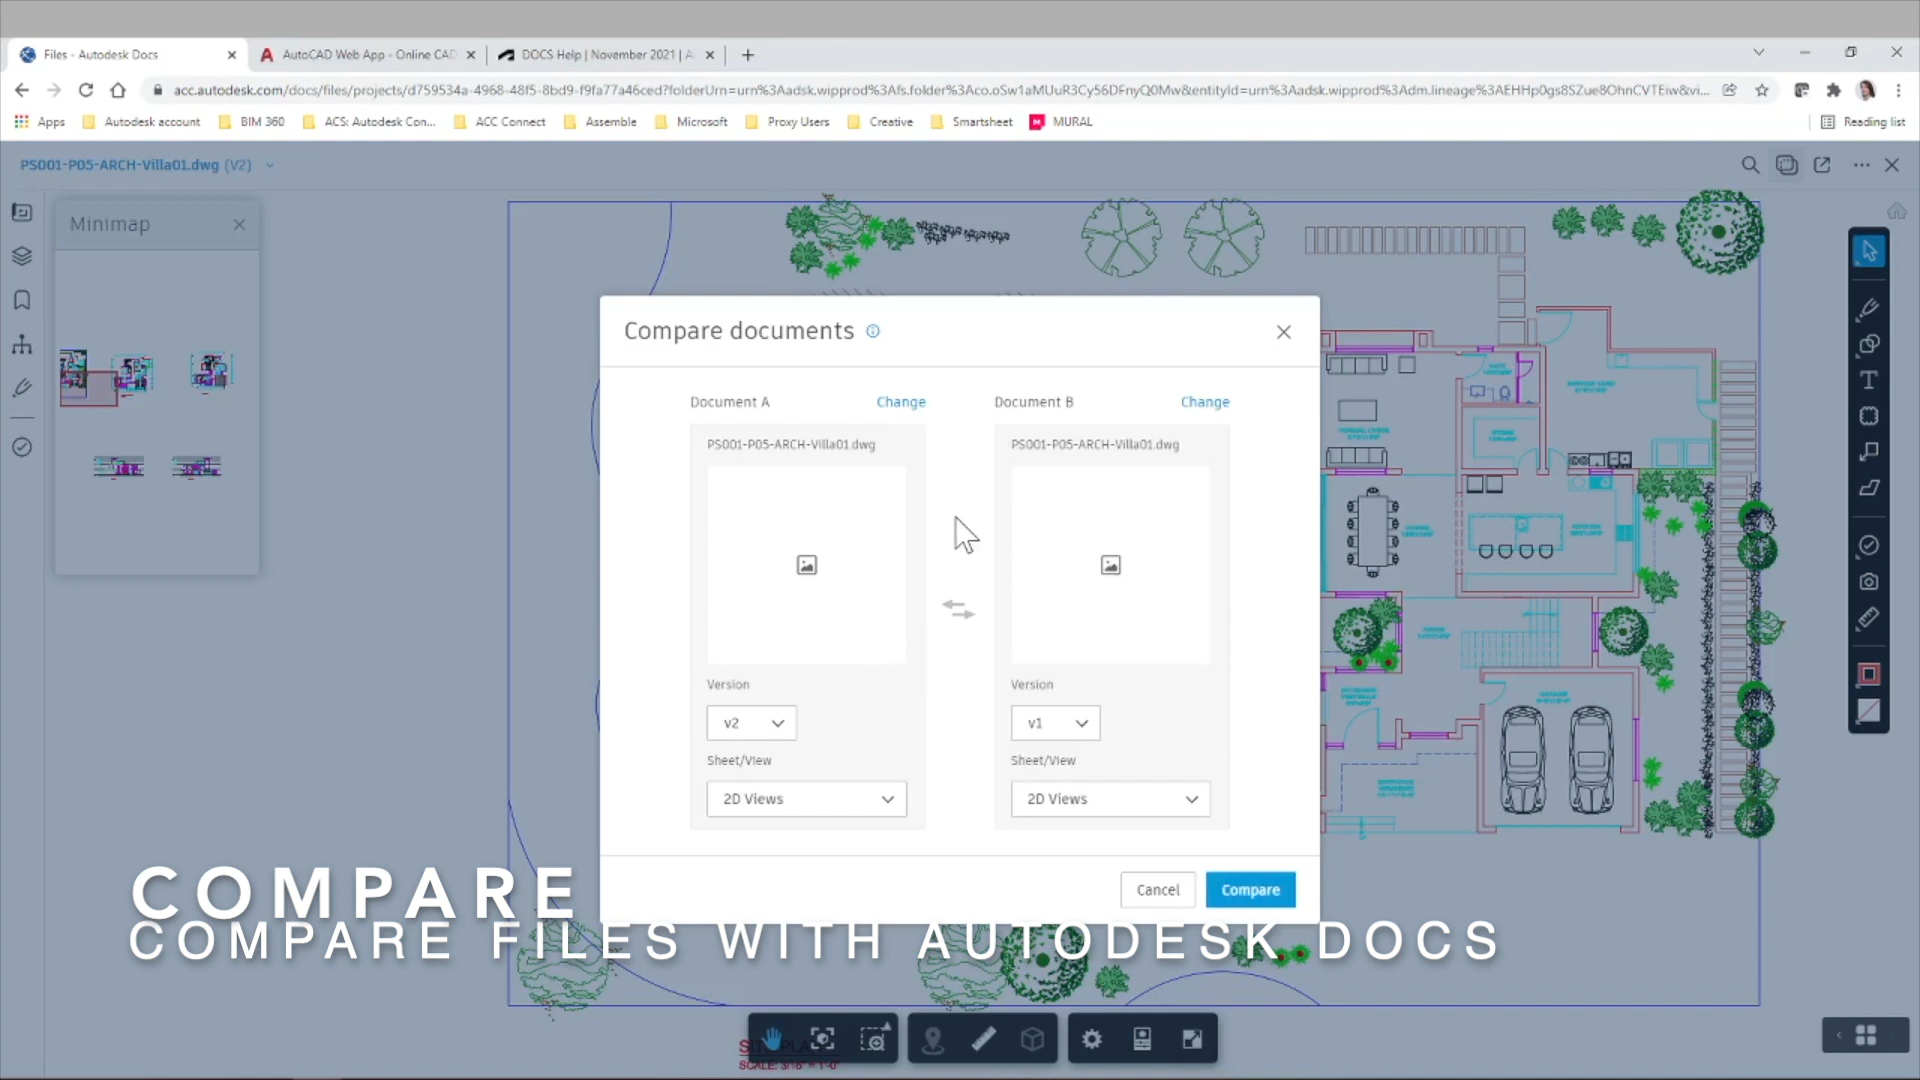 Files - Autodesk Docs
AutoCAD Web App - Online CAD
DOCS Help | November 2021 | A
acc.autodesk.com/docs/files/projects/d759534a-4968-48f5-8bd9-f9fa77a46ced?folderUrn=urn%3Aadsk.wipprod%3Afs.folder%3Aco.oSw1aMUuR3Cy56DFnyQ0Mw&entityId=urn%3Aadsk.wipprod%3Adm.lineage%3AEHHp0gs8SZue8OhnCVTEiw&vi...
Apps
Autodesk account
BIM 360
ACS: Autodesk Con...
ACC Connect
Assemble
Microsoft
Proxy Users
Creative
Smartsheet
MURAL
Reading list
PS001-P05-ARCH-Villa01.dwg (V2)
Minimap
Compare documents
Document A
Change
Document B
Change
PS001-P05-ARCH-Villa01.dwg
PS001-P05-ARCH-Villa01.dwg
Version
Version
v2
v1
Sheet/View
Sheet/View
2D Views
2D Views
Cancel
Compare
COMPARE
COMPARE FILES WITH AUTODESK DOCS
SCALE: 3/16" = 1'-0"